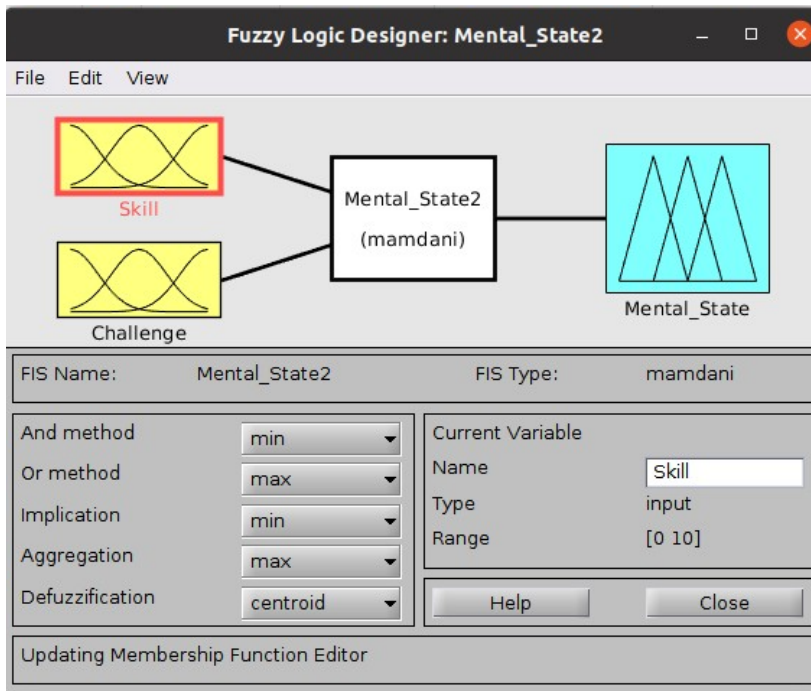 Fuzzy Logic Designer: Mental_State2
File Edit View
Skill
Challenge
Mental_State2
(mamdani)
Mental_State
FIS Name: Mental_State2 FIS Type: mamdani
And method min
Or method max
Implication min
Aggregation max
Defuzzification centroid
Current Variable
Name Skill
Type input
Range [0 10]
Help Close
Updating Membership Function Editor